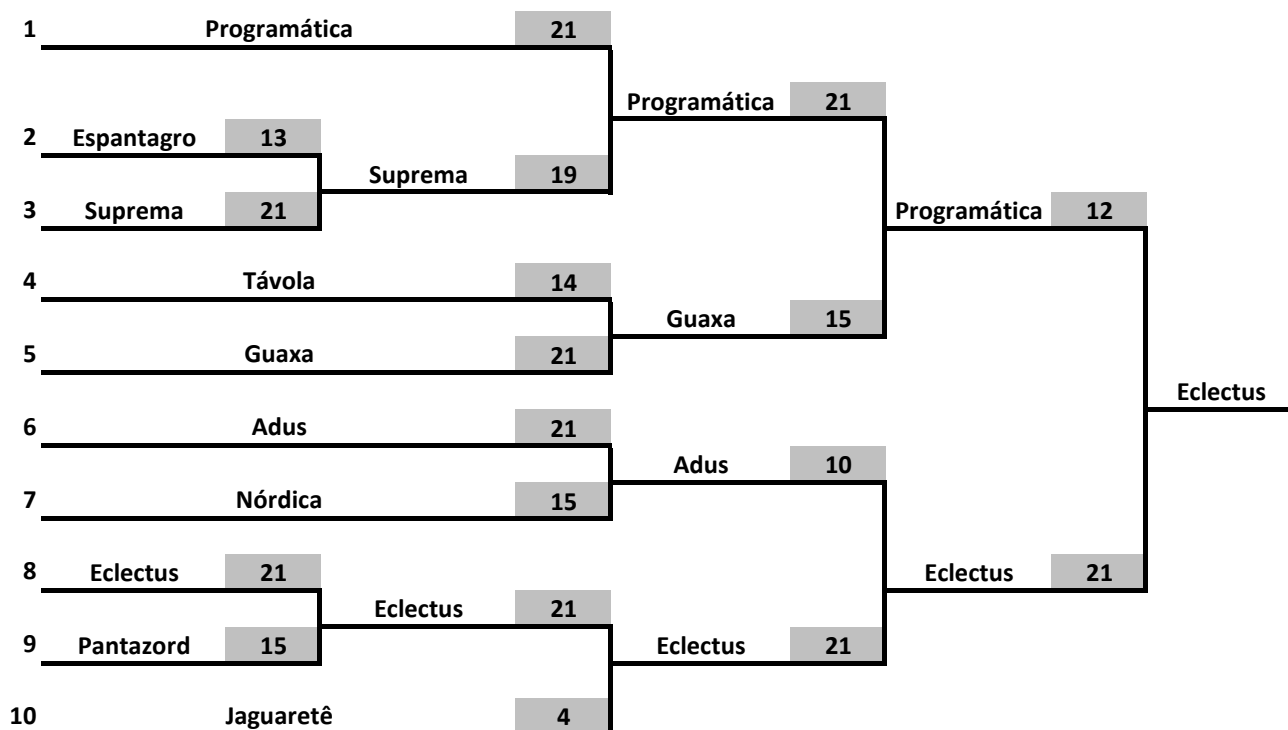 1 Programática 21
Programática 21
2 Espantagro 13
Suprema 19
3 Suprema 21
Programática 12
4 Távola 14
Guaxa 15
5 Guaxa 21
Eclectus
6 Adus 21
Adus 10
7 Nórdica 15
8 Eclectus 21
Eclectus 21
Eclectus 21
9 Pantazord 15
Eclectus 21
10 Jaguaretê 4